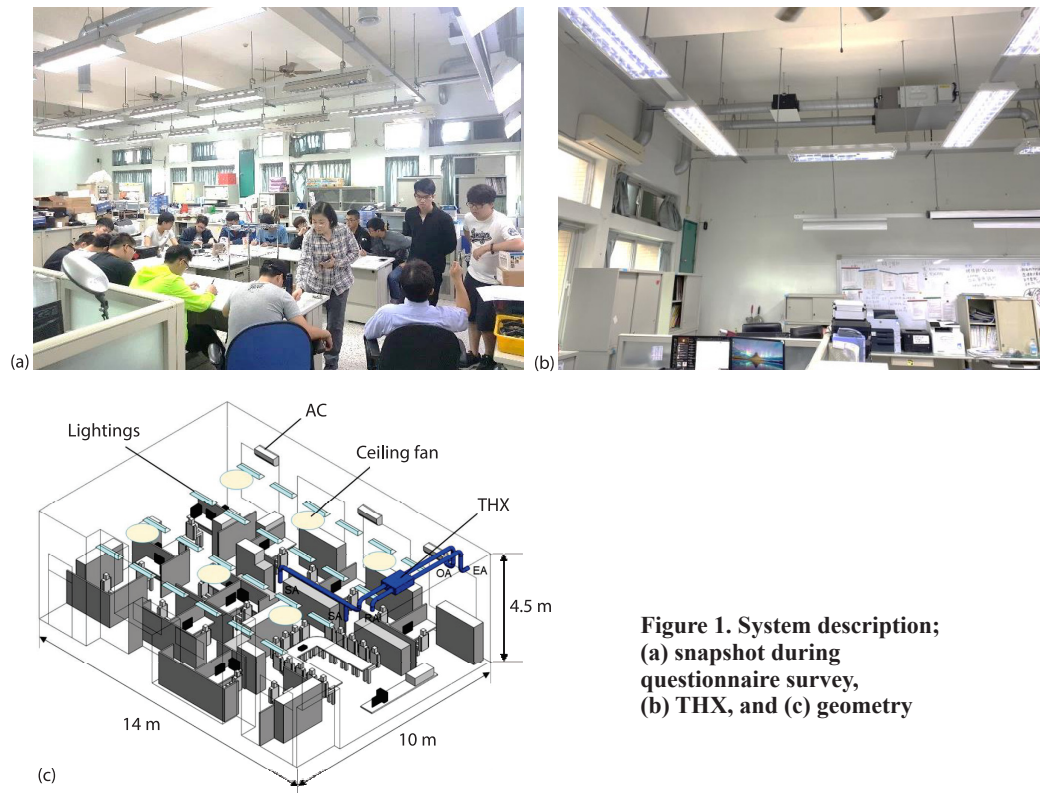 (a)
(b)
AC
Lightings
Ceiling fan
THX
OA
EA
SA
SA
RA
4.5 m
14 m
10 m
(c)
Figure 1. System description;
(a) snapshot during
questionnaire survey,
(b) THX, and (c) geometry